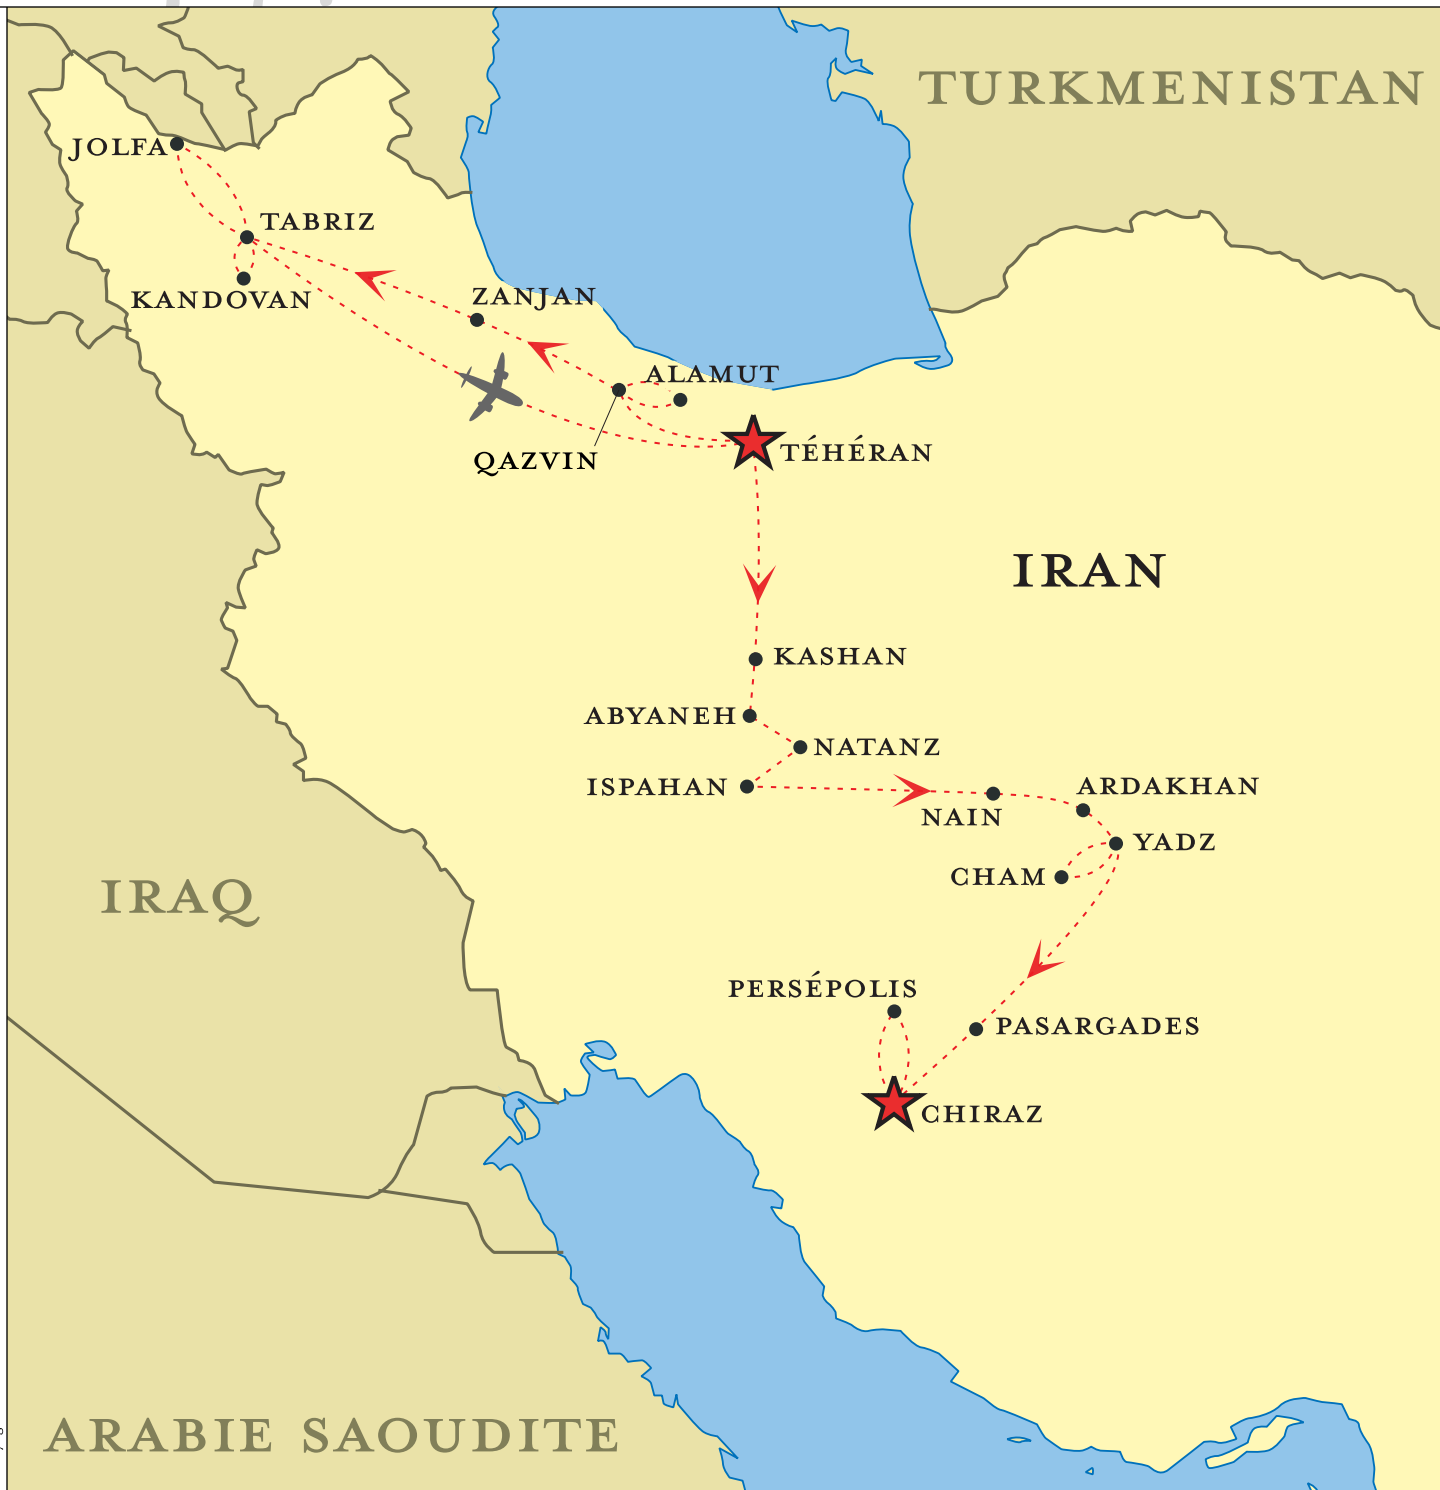 TURKMENISTAN
JOLFA
TABRIZ
KANDOVAN
ZANJAN
ALAMUT
QAZVIN
TÉHÉRAN
IRAN
KASHAN
ABYANEH
NATANZ
ISPAHAN
NAIN
ARDAKHAN
YADZ
CHAM
IRAQ
PERSÉPOLIS
PASARGADES
CHIRAZ
ARABIE SAOUDITE